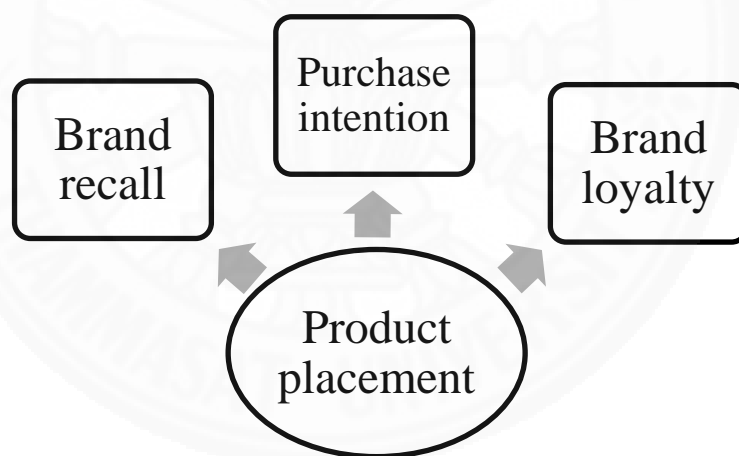 Purchase
intention
Brand
recall
Brand
loyalty
Product
placement